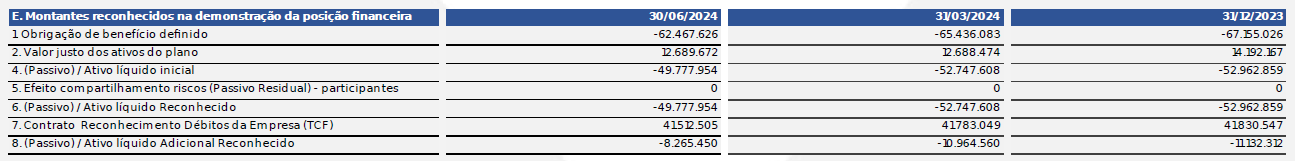 E. Montantes reconhecidos na demonstração da posição financeira 30/06/2024 31/03/2024 31/12/2023
1 Obrigação de benefício definido -62.467.626 -65.436.083 -67.155.026
2. Valor justo dos ativos do plano 12.689.672 12.688.474 14.192.167
4. (Passivo) / Ativo líquido inicial -49.777.954 -52.747.608 -52.962.859
5. Efeito compartilhamento riscos (Passivo Residual) - participantes 0 0 0
6. (Passivo) / Ativo líquido Reconhecido -49.777.954 -52.747.608 -52.962.859
7. Contrato Reconhecimento Débitos da Empresa (TCF) 41.512.505 41.783.049 41.830.547
8. (Passivo) / Ativo líquido Adicional Reconhecido -8.265.450 -10.964.560 -11.132.312